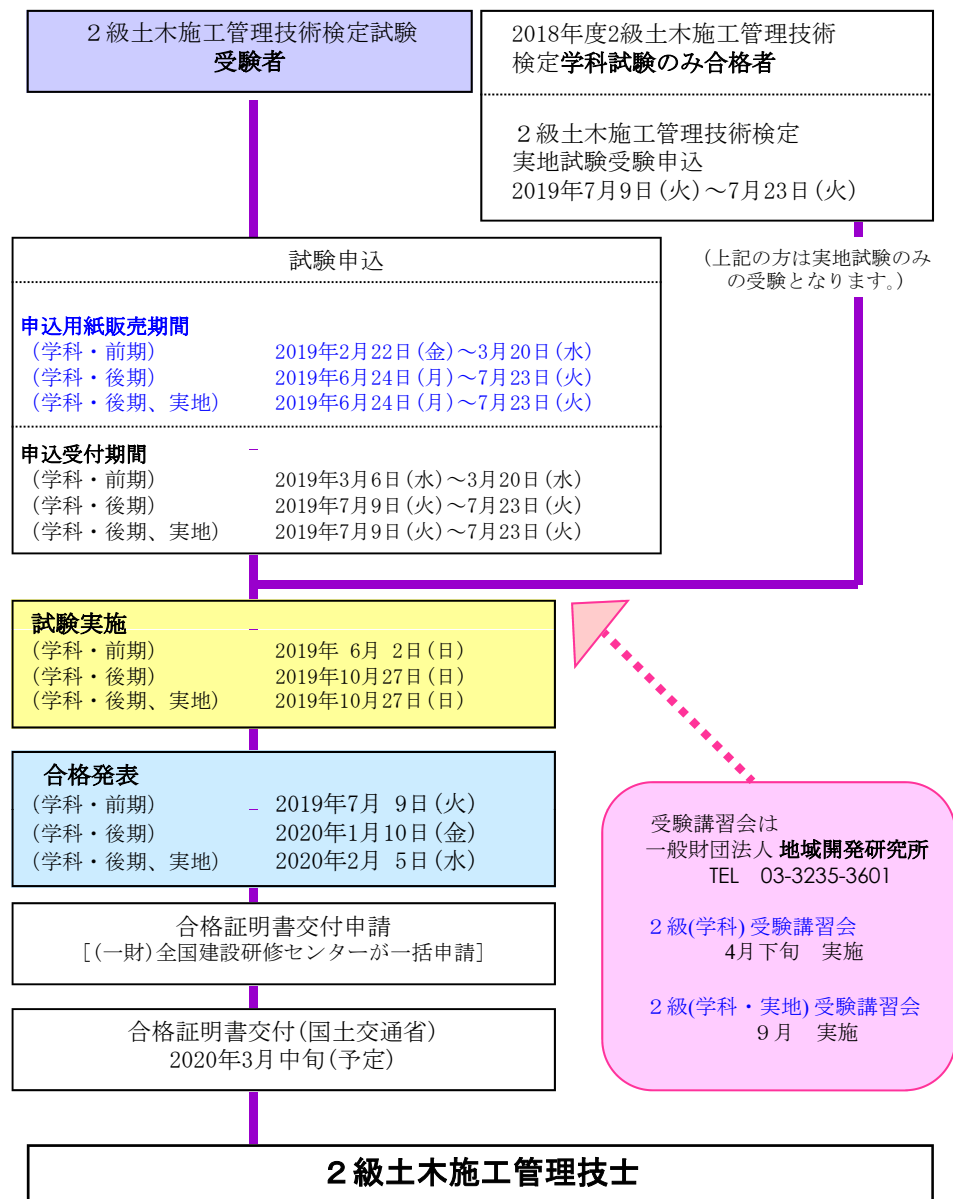 ２級土木施工管理技術検定試験
受験者
2018年度2級土木施工管理技術
検定学科試験のみ合格者
２級土木施工管理技術検定
実地試験受験申込
2019年7月9日(火)～7月23日(火)
(上記の方は実地試験のみ
の受験となります。)
試験申込
申込用紙販売期間
(学科・前期) 2019年2月22日(金)～3月20日(水)
(学科・後期) 2019年6月24日(月)～7月23日(火)
(学科・後期、実地) 2019年6月24日(月)～7月23日(火)
申込受付期間
(学科・前期) 2019年3月6日(水)～3月20日(水)
(学科・後期) 2019年7月9日(火)～7月23日(火)
(学科・後期、実地) 2019年7月9日(火)～7月23日(火)
試験実施
(学科・前期) 2019年 6月 2日(日)
(学科・後期) 2019年10月27日(日)
(学科・後期、実地) 2019年10月27日(日)
合格発表
(学科・前期) 2019年7月 9日(火)
(学科・後期) 2020年1月10日(金)
(学科・後期、実地) 2020年2月 5日(水)
受験講習会は
一般財団法人 地域開発研究所
TEL 03-3235-3601
２級(学科) 受験講習会
4月下旬 実施
２級(学科・実地) 受験講習会
９月 実施
合格証明書交付申請
[(一財)全国建設研修センターが一括申請]
合格証明書交付(国土交通省)
2020年3月中旬(予定)
２級土木施工管理技士